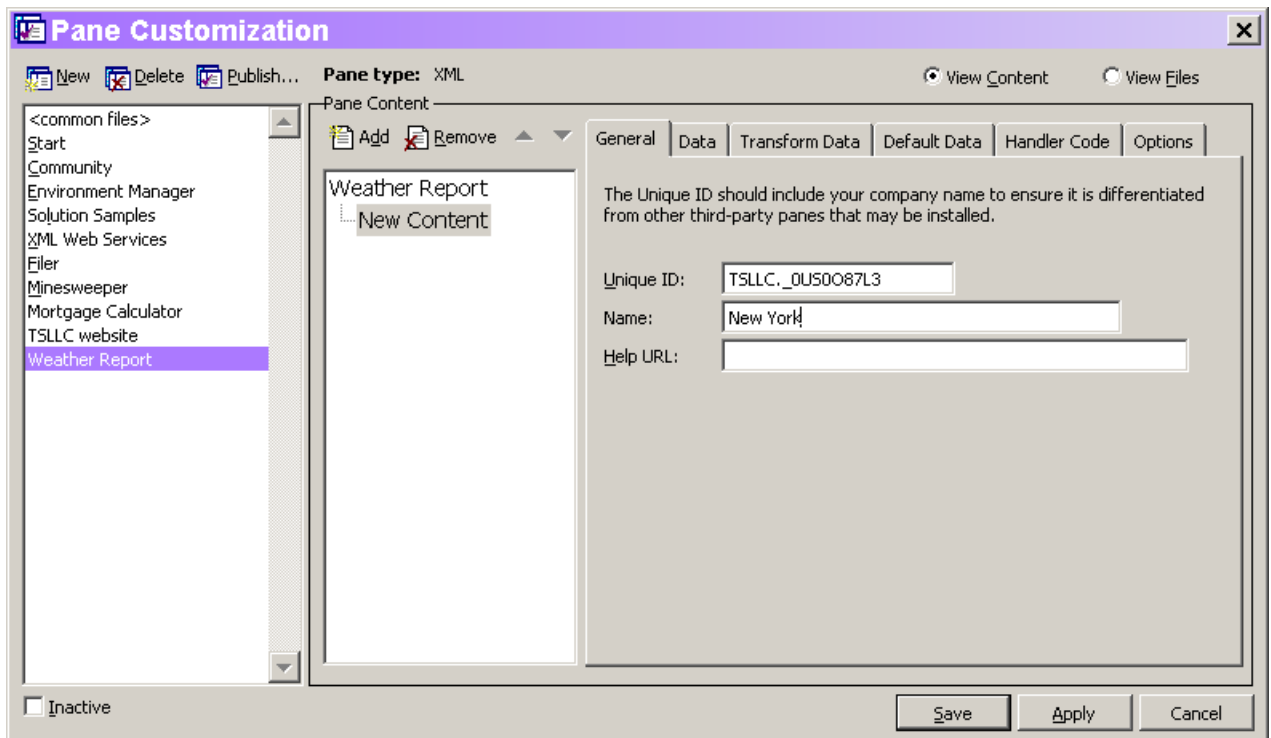 Pane Customization
New Delete Publish... Pane type: XML View Content View Files
<common files>
Start
Community
Environment Manager
Solution Samples
XML Web Services
Filer
Minesweeper
Mortgage Calculator
TSLLC website
Weather Report
Inactive
Pane Content
Add Remove
Weather Report
New Content
General Data Transform Data Default Data Handler Code Options
The Unique ID should include your company name to ensure it is differentiated
from other third-party panes that may be installed.
Unique ID: TSLLC._0US0O87L3
Name: New York
Help URL:
Save Apply Cancel